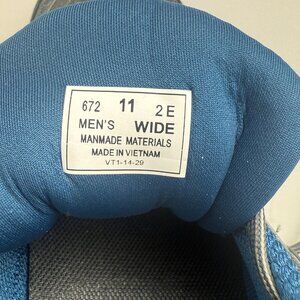 672 11 2E
MEN'S WIDE
MANMADE MATERIALS
MADE IN VIETNAM
VT1-14-29